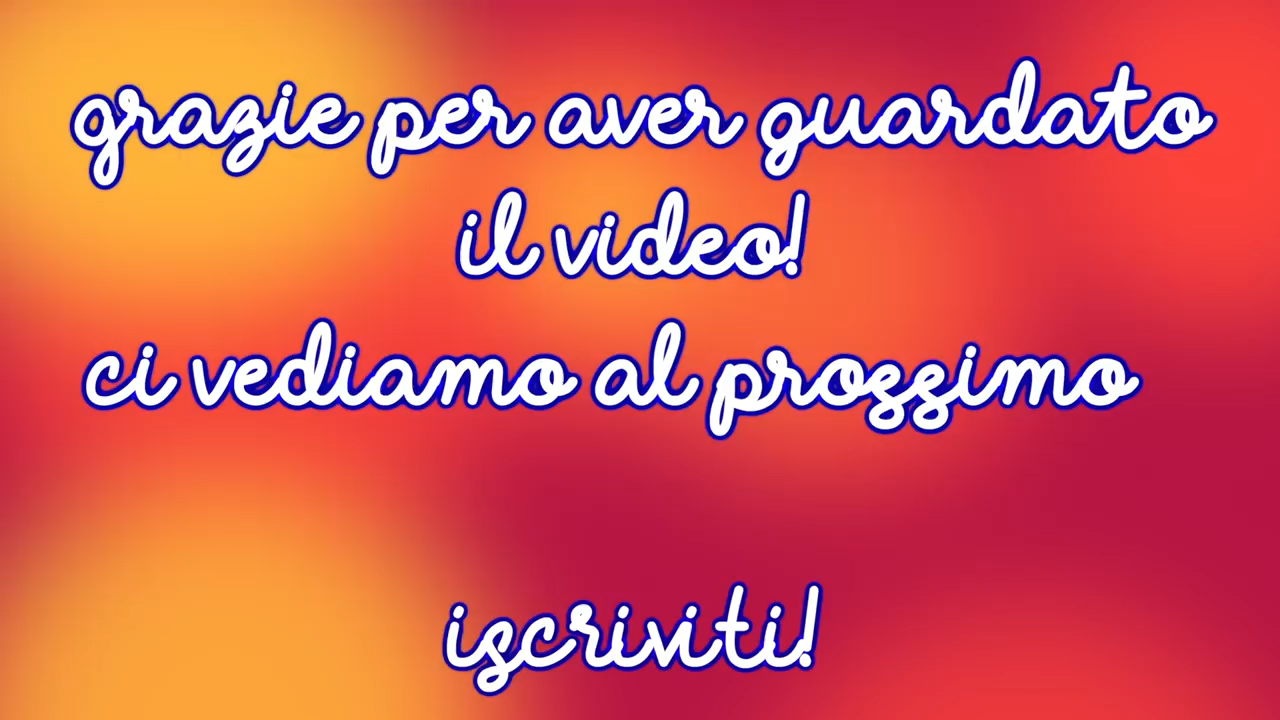 grazie per aver guardato
il video!
ci vediamo al prossimo
iscriviti!